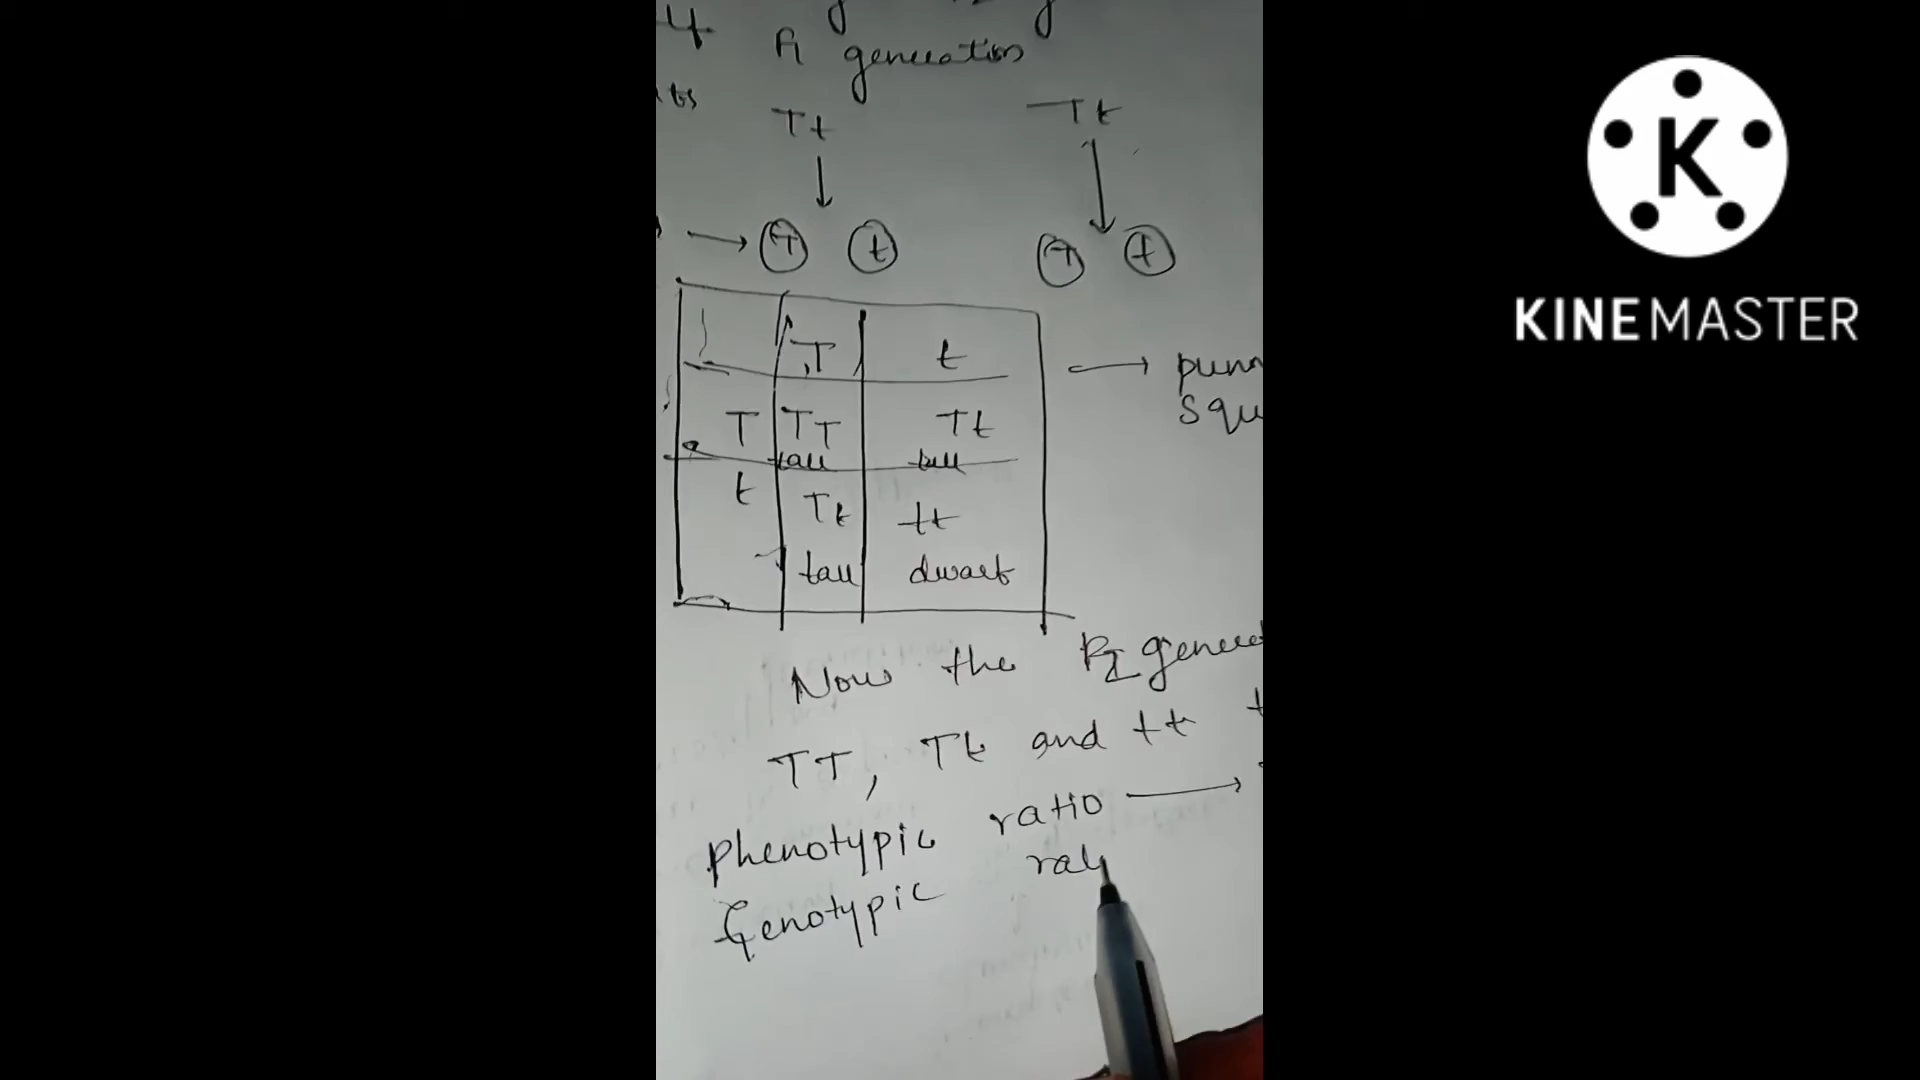 F1 generation
Tt Tt
T t T t
T t
T TT Tt
tall tall
t Tt tt
tall dwarf
Now the F2
TT, Tt and tt
Phenotypic ratio
Genotypic
K
KINEMASTER